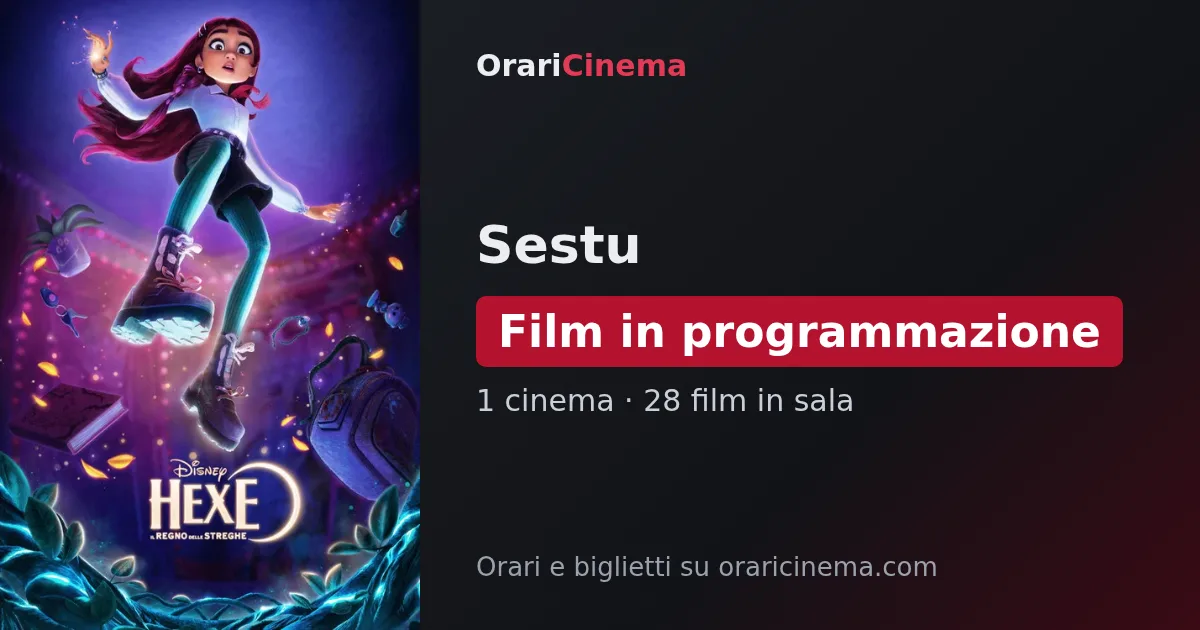 Disney
HEXE
IL REGNO DELLE STREGHE
OrariCinema
Sestu
Film in programmazione
1 cinema · 28 film in sala
Orari e biglietti su oraricinema.com